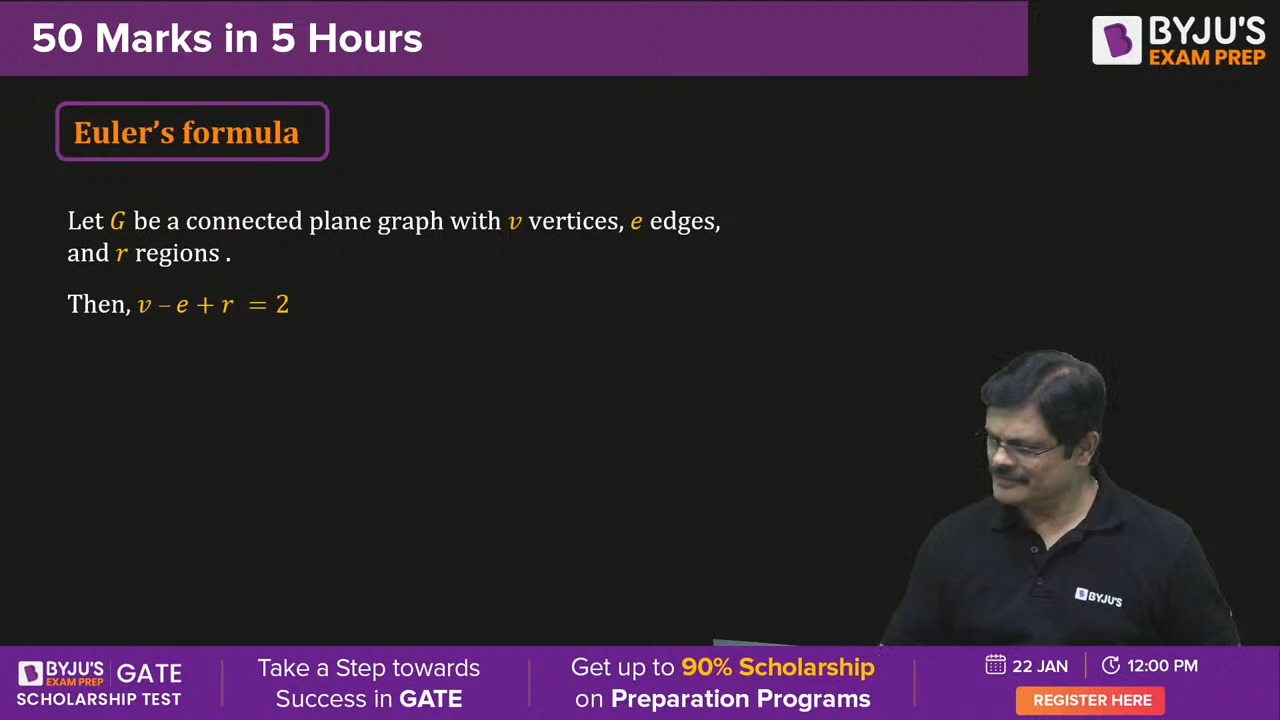 50 Marks in 5 Hours
BYJU'S
EXAM PREP
Euler's formula
Let G be a connected plane graph with v vertices, e edges,
and r regions .
Then, v – e + r = 2
BYJU'S
BYJU'S
EXAM PREP
GATE
SCHOLARSHIP TEST
Take a Step towards
Success in GATE
Get up to 90% Scholarship
on Preparation Programs
22 JAN
12:00 PM
REGISTER HERE